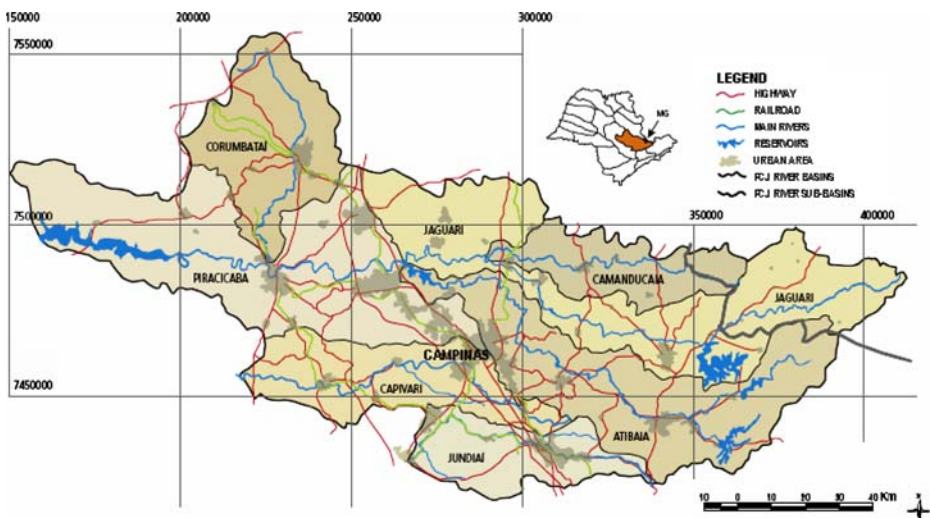 150000 200000 250000 300000
7550000
LEGEND
HIGHWAY
RAILROAD
MAIN RIVERS
RESERVOIRS
URBAN AREA
PCJ RIVER BASINS
PCJ RIVER SUB-BASINS
MG
CORUMBATAÍ
7500000
350000 400000
JAGUARI
PIRACICABA
CAMANDUCAIA
JAGUARI
CAMPINAS
7450000
CAPIVARI
ATIBAIA
JUNDIAÍ
10 0 10 20 30 40 Km